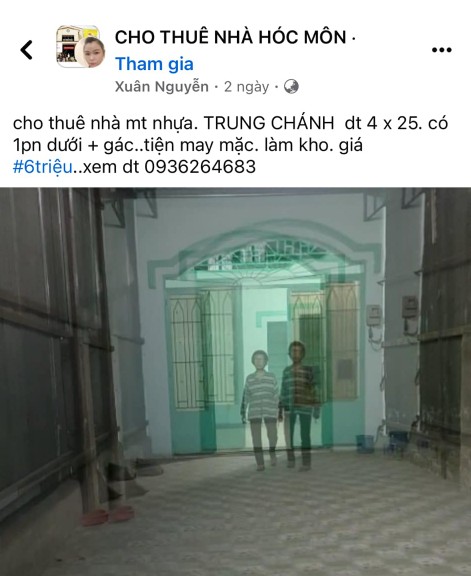 CHO THUÊ NHÀ HÓC MÔN ·
Tham gia
Xuân Nguyễn · 2 ngày ·
cho thuê nhà mt nhựa. TRUNG CHÁNH dt 4 x 25. có
1pn dưới + gác..tiện may mặc. làm kho. giá
#6triệu..xem dt 0936264683